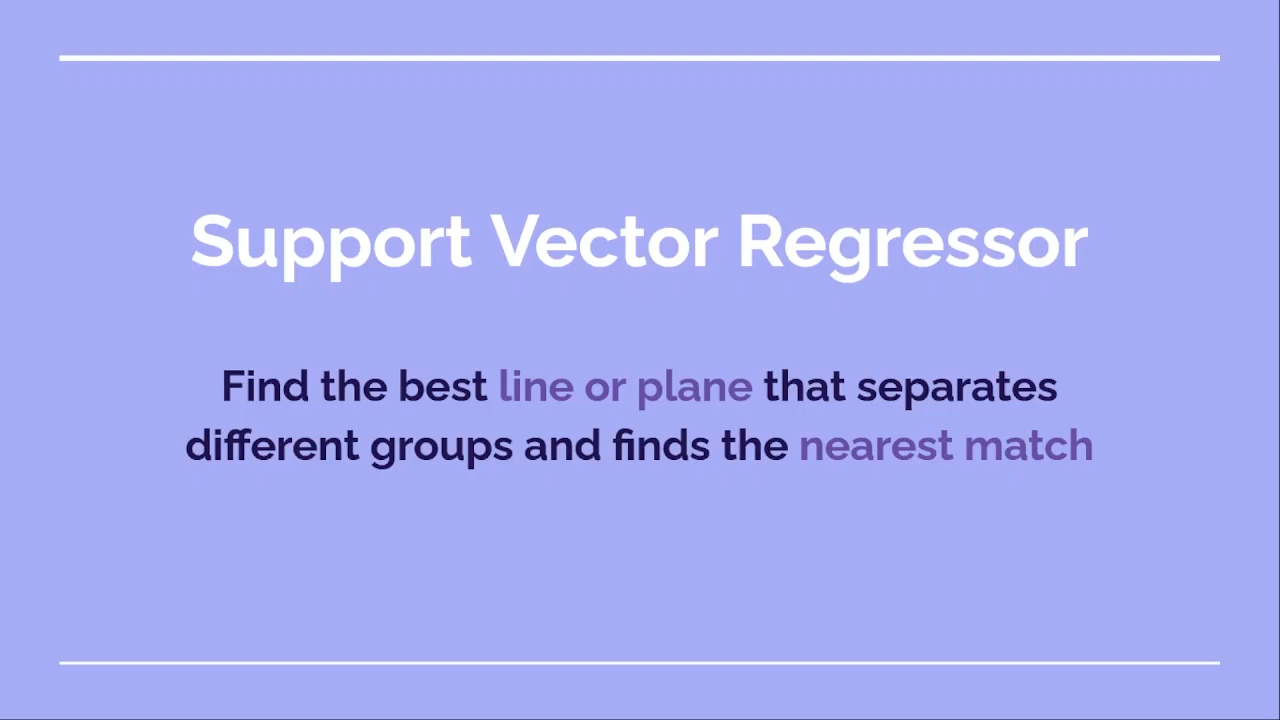 Support Vector Regressor
Find the best line or plane that separates
different groups and finds the nearest match